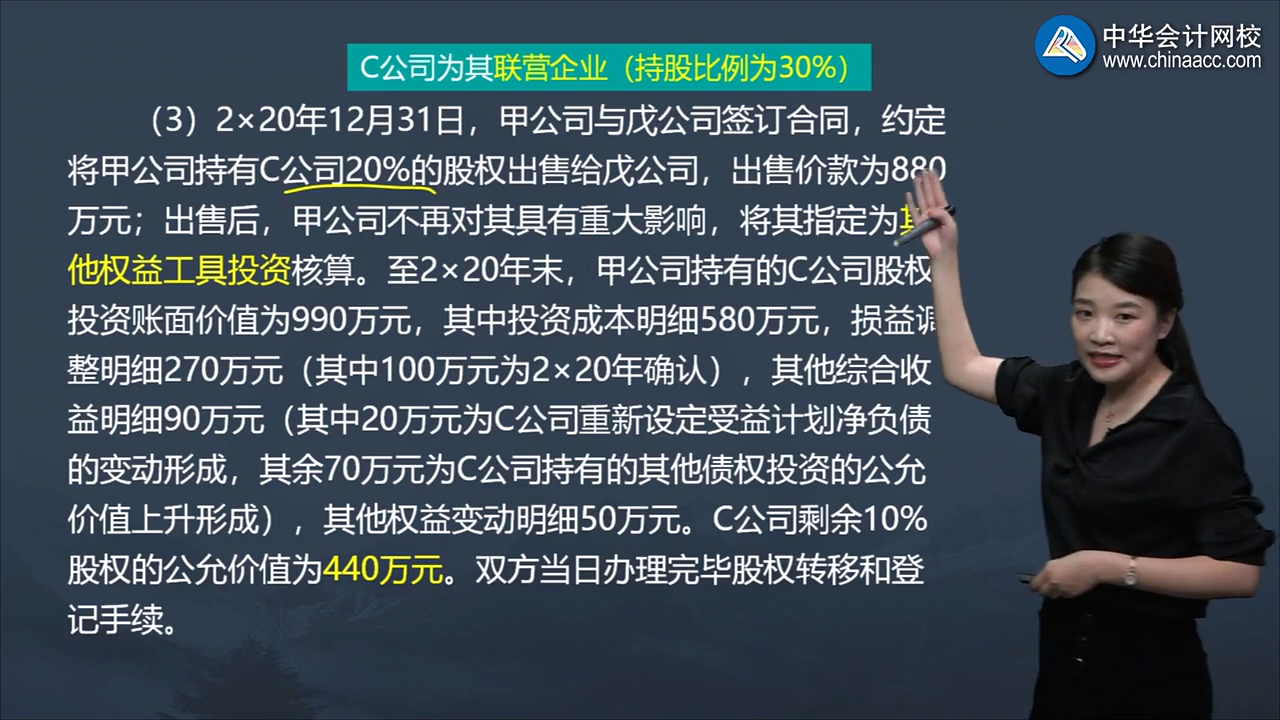 中华会计网校
www.chinaacc.com
C公司为其联营企业（持股比例为30%）
（3）2×20年12月31日，甲公司与戊公司签订合同，约定
将甲公司持有C公司20%的股权出售给戊公司，出售价款为880
万元；出售后，甲公司不再对其具有重大影响，将其指定为其
他权益工具投资核算。至2×20年末，甲公司持有的C公司股权
投资账面价值为990万元，其中投资成本明细580万元，损益调
整明细270万元（其中100万元为2×20年确认），其他综合收
益明细90万元（其中20万元为C公司重新设定受益计划净负债
的变动形成，其余70万元为C公司持有的其他债权投资的公允
价值上升形成），其他权益变动明细50万元。C公司剩余10%
股权的公允价值为440万元。双方当日办理完毕股权转移和登
记手续。